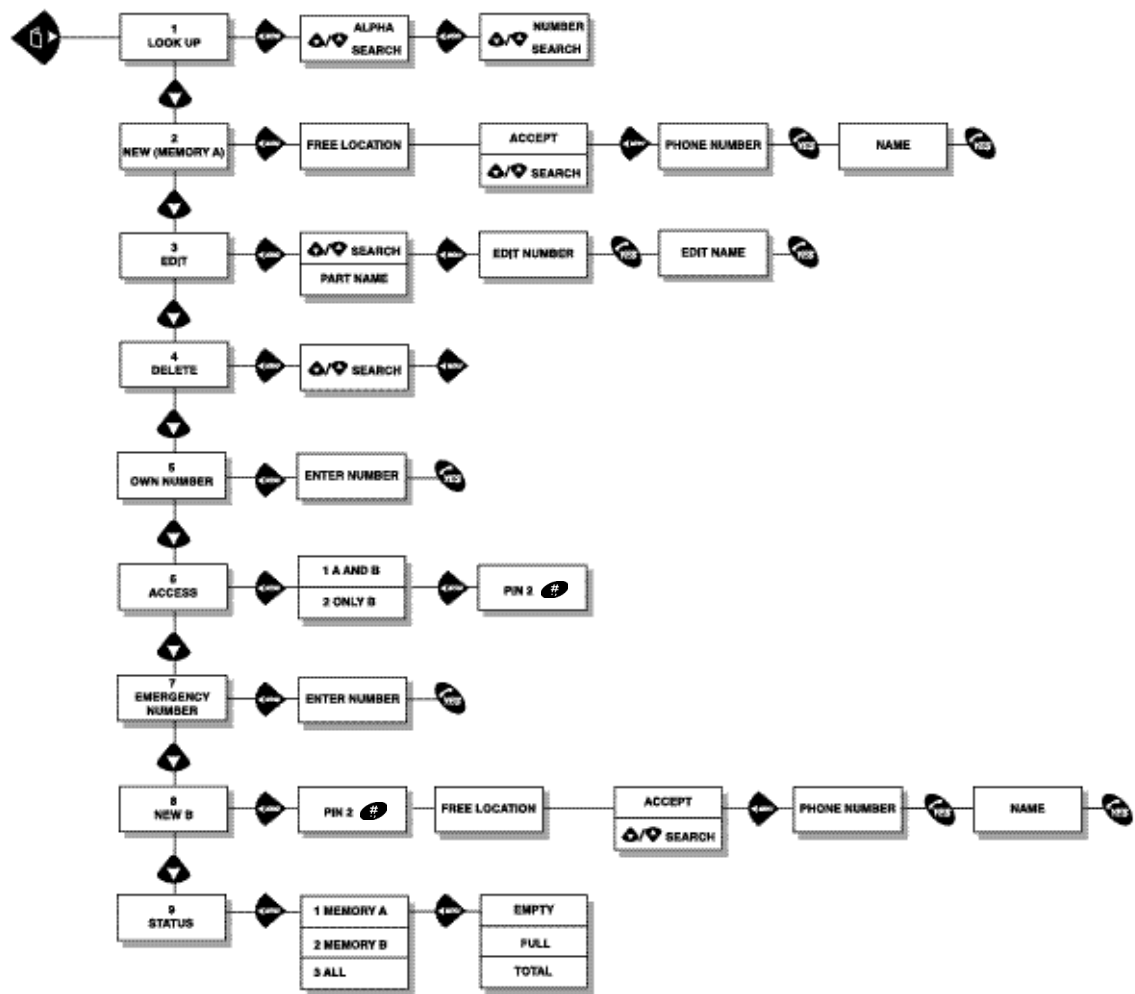 1
LOOK UP
ALPHA
SEARCH
NUMBER
SEARCH
2
NEW (MEMORY A)
FREE LOCATION
ACCEPT
SEARCH
PHONE NUMBER
YES
NAME
YES
3
EDIT
SEARCH
PART NAME
EDIT NUMBER
YES
EDIT NAME
YES
4
DELETE
SEARCH
5
OWN NUMBER
ENTER NUMBER
YES
6
ACCESS
1 A AND B
2 ONLY B
PIN 2 #
7
EMERGENCY
NUMBER
ENTER NUMBER
YES
8
NEW B
PIN 2 #
FREE LOCATION
ACCEPT
SEARCH
PHONE NUMBER
YES
NAME
YES
9
STATUS
1 MEMORY A
2 MEMORY B
3 ALL
EMPTY
FULL
TOTAL